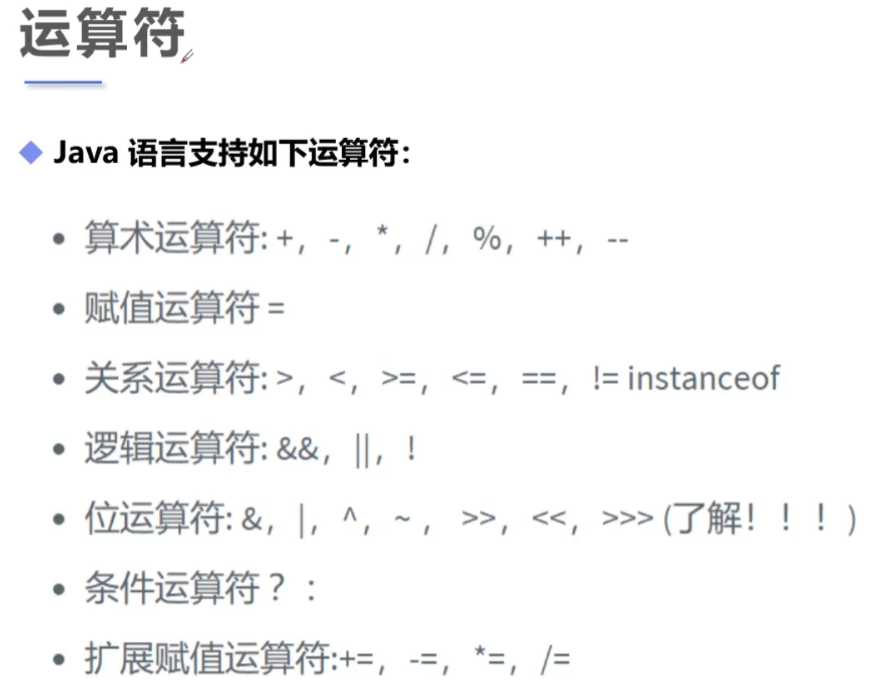 运算符
Java 语言支持如下运算符：
算术运算符: +，-，*，/，%，++，--
赋值运算符 =
关系运算符: >，<，>=，<=，==，!= instanceof
逻辑运算符: &&，||，!
位运算符: &，|，^，~ ，>>，<<，>>> (了解！！！)
条件运算符？：
扩展赋值运算符:+=，-=，*=，/=